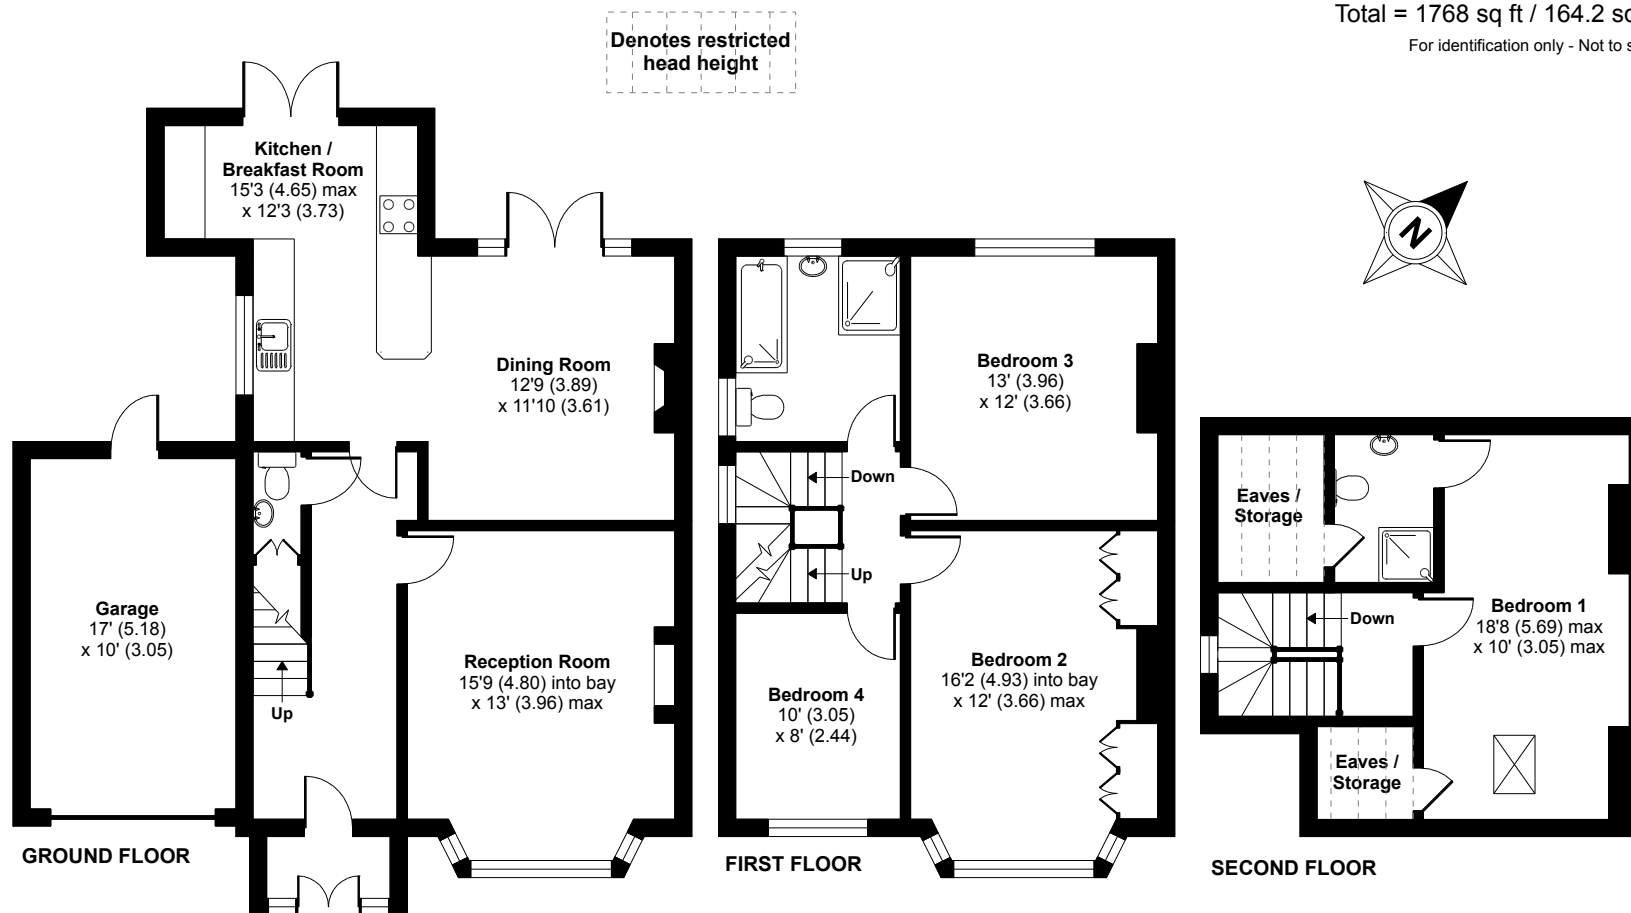 Total = 1768 sq ft / 164.2
For identification only - Not to
Denotes restricted
head height
Kitchen /
Breakfast Room
15'3 (4.65) max
x 12'3 (3.73)
N
Dining Room
12'9 (3.89)
x 11'10 (3.61)
Bedroom 3
13' (3.96)
x 12' (3.66)
Down
Up
Eaves /
Storage
Garage
17' (5.18)
x 10' (3.05)
Up
Reception Room
15'9 (4.80) into bay
x 13' (3.96) max
Bedroom 4
10' (3.05)
x 8' (2.44)
Bedroom 2
16'2 (4.93) into bay
x 12' (3.66) max
Down
Bedroom 1
18'8 (5.69) max
x 10' (3.05) max
Eaves /
Storage
GROUND FLOOR
FIRST FLOOR
SECOND FLOOR